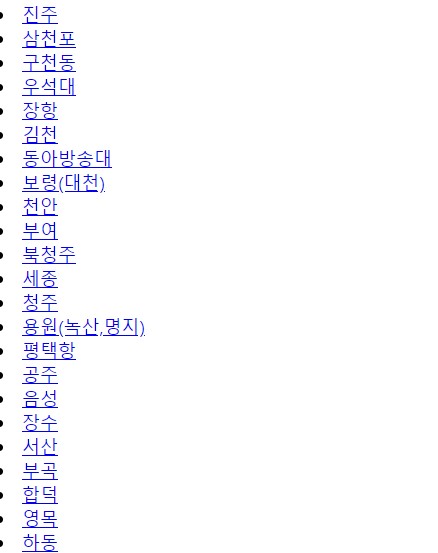 진주
삼천포
구천동
우석대
장항
김천
동아방송대
보령(대천)
천안
부여
북청주
세종
청주
용원(녹산,명지)
평택항
공주
음성
장수
서산
부곡
합덕
영목
하동